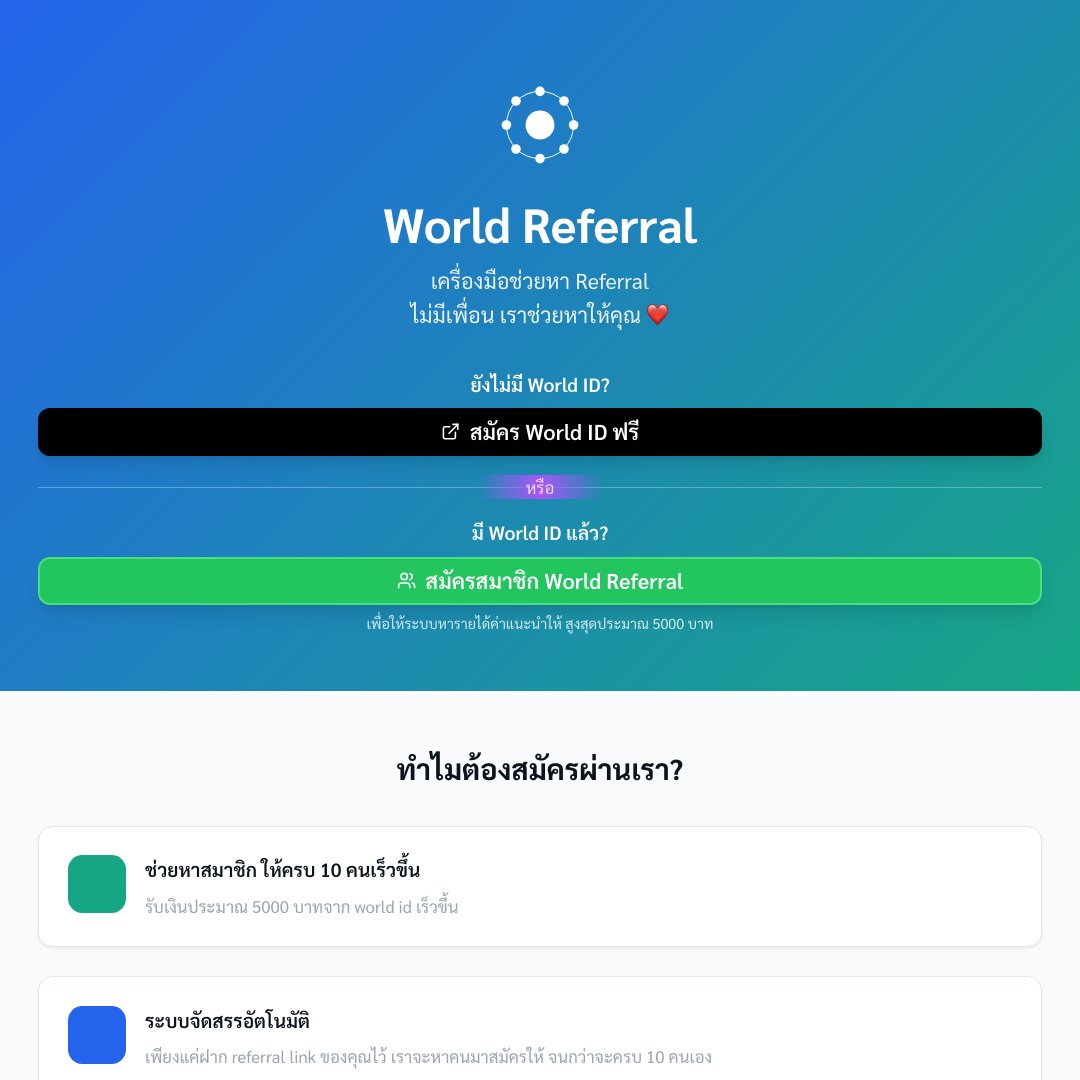 World Referral
เครื่องมือช่วยหา Referral
ไม่มีเพื่อน เราช่วยหาให้คุณ ❤️
ยังไม่มี World ID?
สมัคร World ID ฟรี
หรือ
มี World ID แล้ว?
สมัครสมาชิก World Referral
เพื่อให้ระบบหารายได้ค่าแนะนำให้ สูงสุดประมาณ 5000 บาท
ทำไมต้องสมัครผ่านเรา?
ช่วยหาสมาชิก ให้ครบ 10 คนเร็วขึ้น
รับเงินประมาณ 5000 บาทจาก world id เร็วขึ้น
ระบบจัดสรรอัตโนมัติ
เพียงแค่ฝาก referral link ของคุณไว้ เราจะหาคนมาสมัครให้ จนกว่าจะครบ 10 คนเอง